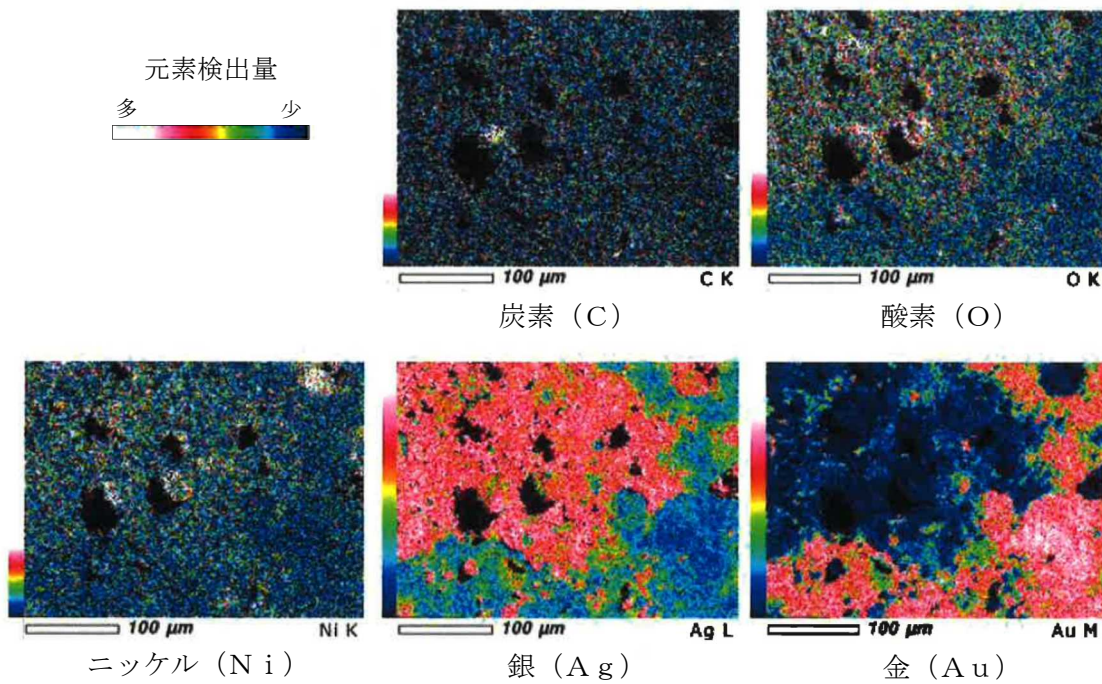 元素検出量
多 少
100 μm C K
炭素（C）
100 μm O K
酸素（O）
100 μm Ni K
ニッケル（Ｎｉ）
100 μm Ag L
銀（Ａｇ）
100 μm Au M
金（Ａｕ）